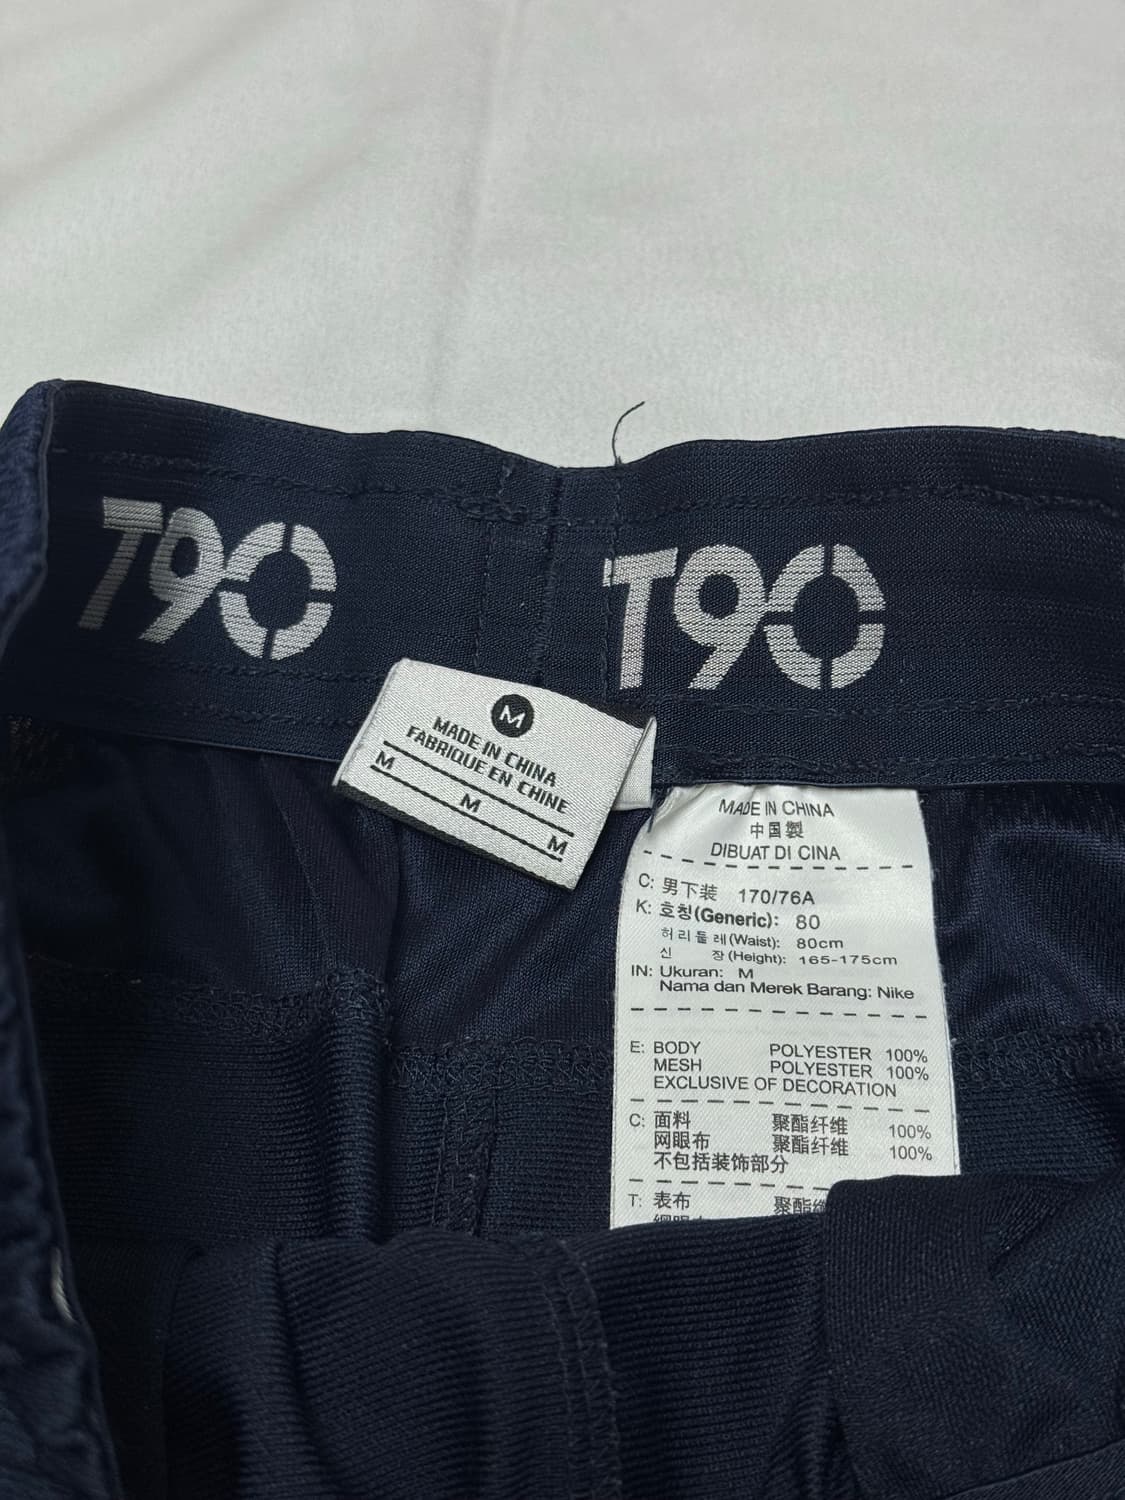 T90
T90
M
MADE IN CHINA
FABRIQUE EN CHINE
M
M
M
MADE IN CHINA
中国製
DIBUAT DI CINA
C: 男下装 170/76A
K: 호칭(Generic): 80
허리둘레(Waist): 80cm
신 장(Height): 165-175cm
IN: Ukuran: M
Nama dan Merek Barang: Nike
E: BODY POLYESTER 100%
MESH POLYESTER 100%
EXCLUSIVE OF DECORATION
C: 面料 聚酯纤维 100%
网眼布 聚酯纤维 100%
不包括装饰部分
T: 表布 聚酯